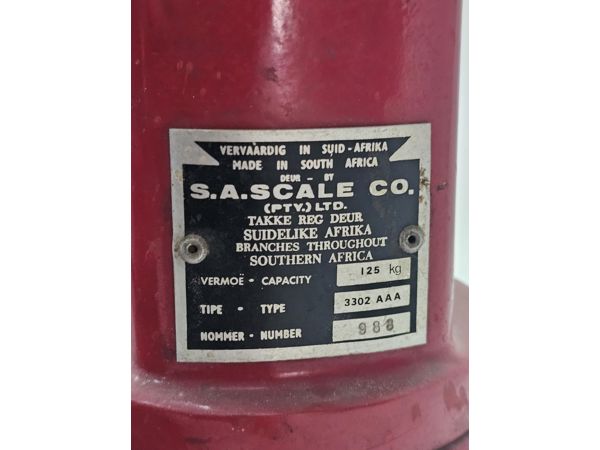 VERVAARDIG IN SUID-AFRIKA
MADE IN SOUTH AFRICA
DEUR - BY
S.A.SCALE CO.
(PTY.) LTD.
TAKKE REG DEUR
SUIDELIKE AFRIKA
BRANCHES THROUGHOUT
SOUTHERN AFRICA
VERMOË - CAPACITY 125 kg
TIPE - TYPE 3302 AAA
NOMMER - NUMBER 988